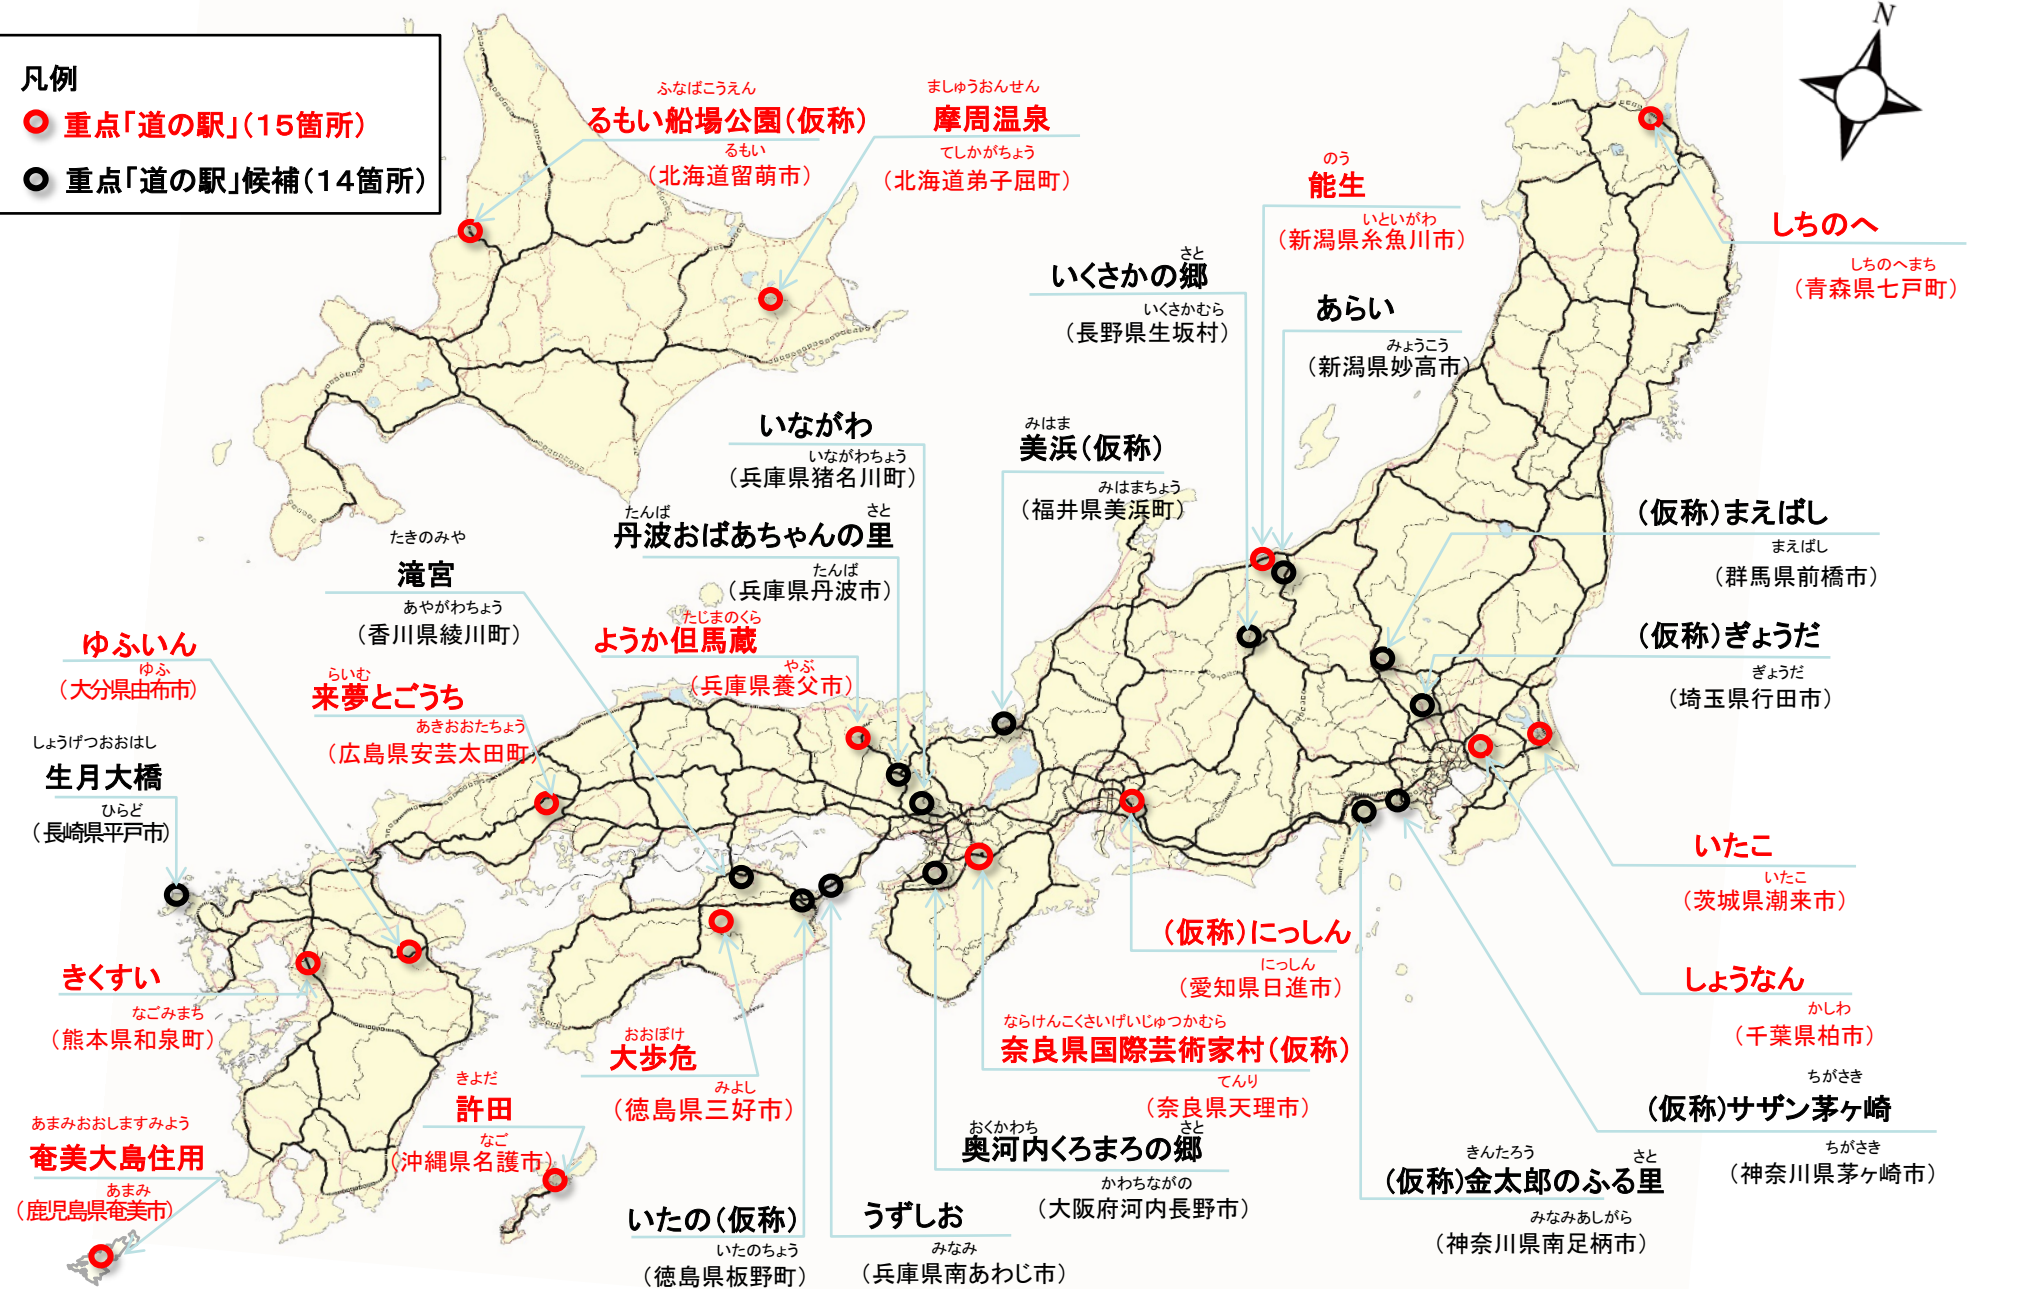 N
凡例
重点「道の駅」(15箇所)
重点「道の駅」候補(14箇所)
ふなばこうえん
るもい船場公園(仮称)
るもい
(北海道留萌市)
ましゅうおんせん
摩周温泉
てしかがちょう
(北海道弟子屈町)
のう
能生
いといがわ
(新潟県糸魚川市)
しちのへ
しちのへまち
(青森県七戸町)
さと
いくさかの郷
いくさかむら
(長野県生坂村)
あらい
みょうこう
(新潟県妙高市)
いながわ
いながわちょう
(兵庫県猪名川町)
みはま
美浜(仮称)
みはまちょう
(福井県美浜町)
たんば さと
丹波おばあちゃんの里
たんば
(兵庫県丹波市)
(仮称)まえばし
まえばし
(群馬県前橋市)
たきのみや
滝宮
あやがわちょう
(香川県綾川町)
たじまのくら
ようか但馬蔵
やぶ
(兵庫県養父市)
(仮称)ぎょうだ
ぎょうだ
(埼玉県行田市)
ゆふいん
ゆふ
(大分県由布市)
らいむ
来夢とごうち
あきおおたちょう
(広島県安芸太田町)
しょうげつおおはし
生月大橋
ひらど
(長崎県平戸市)
いたこ
いたこ
(茨城県潮来市)
(仮称)にっしん
にっしん
(愛知県日進市)
きくすい
なごみまち
(熊本県和泉町)
しょうなん
かしわ
(千葉県柏市)
おおぼけ
大歩危
みよし
(徳島県三好市)
ならけんこくさいげいじゅつかむら
奈良県国際芸術家村(仮称)
てんり
(奈良県天理市)
きよだ
許田
なご
(沖縄県名護市)
ちがさき
(仮称)サザン茅ヶ崎
ちがさき
(神奈川県茅ヶ崎市)
あまみおおしますみよう
奄美大島住用
あまみ
(鹿児島県奄美市)
おくかわち さと
奥河内くろまろの郷
かわちながの
(大阪府河内長野市)
きんたろう さと
(仮称)金太郎のふる里
みなみあしがら
(神奈川県南足柄市)
いたの(仮称)
いたのちょう
(徳島県板野町)
うずしお
みなみ
(兵庫県南あわじ市)